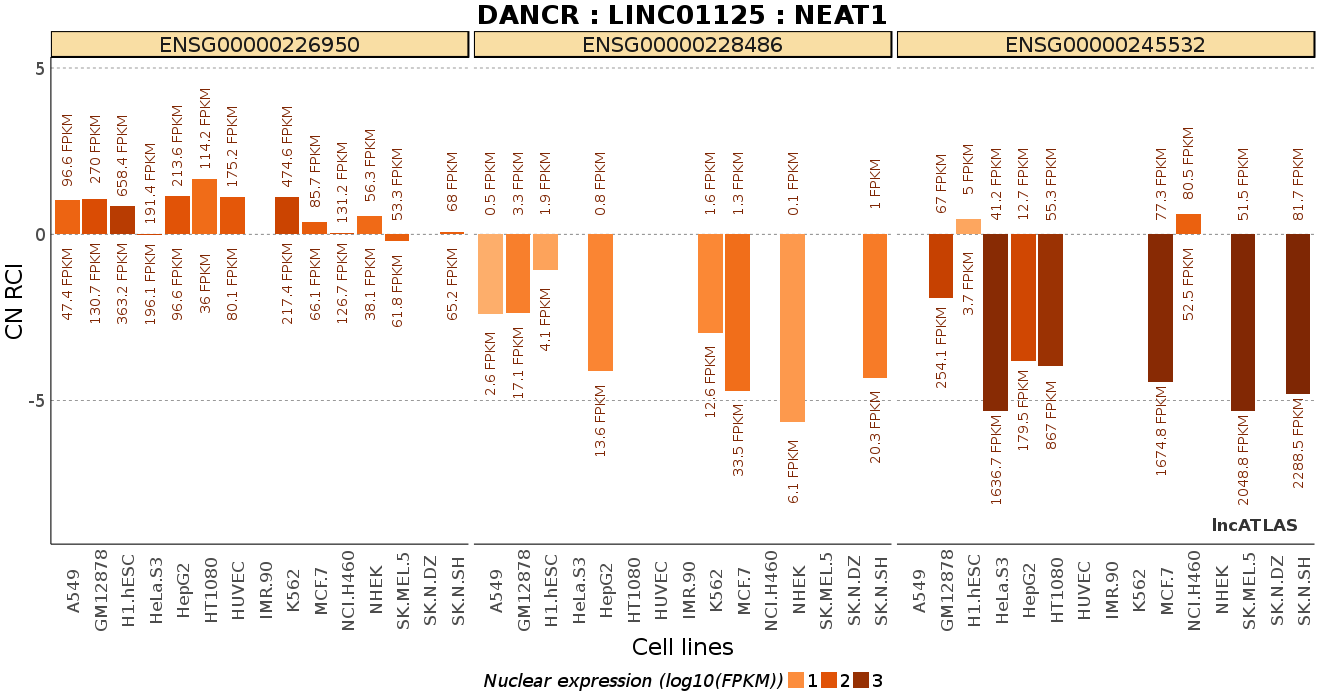 DANCR : LINC01125 : NEAT1
ENSG00000226950 ENSG00000228486 ENSG00000245532
CN RCI
5
0
-5
96.6 FPKM 270 FPKM 658.4 FPKM 191.4 FPKM 213.6 FPKM 114.2 FPKM 175.2 FPKM 474.6 FPKM 85.7 FPKM 131.2 FPKM 56.3 FPKM 53.3 FPKM 68 FPKM
47.4 FPKM 130.7 FPKM 363.2 FPKM 196.1 FPKM 96.6 FPKM 36 FPKM 80.1 FPKM 217.4 FPKM 66.1 FPKM 126.7 FPKM 38.1 FPKM 61.8 FPKM 65.2 FPKM
0.5 FPKM 3.3 FPKM 1.9 FPKM 0.8 FPKM 1.6 FPKM 1.3 FPKM 0.1 FPKM 1 FPKM
2.6 FPKM 17.1 FPKM 4.1 FPKM 13.6 FPKM 12.6 FPKM 33.5 FPKM 6.1 FPKM 20.3 FPKM
67 FPKM 5 FPKM 41.2 FPKM 12.7 FPKM 55.3 FPKM 77.3 FPKM 80.5 FPKM 51.5 FPKM 81.7 FPKM
254.1 FPKM 3.7 FPKM 1636.7 FPKM 179.5 FPKM 867 FPKM 1674.8 FPKM 52.5 FPKM 2048.8 FPKM 2288.5 FPKM
lncATLAS
A549 GM12878 H1.hESC HeLa.S3 HepG2 HT1080 HUVEC IMR.90 K562 MCF.7 NCI.H460 NHEK SK.MEL.5 SK.N.DZ SK.N.SH
A549 GM12878 H1.hESC HeLa.S3 HepG2 HT1080 HUVEC IMR.90 K562 MCF.7 NCI.H460 NHEK SK.MEL.5 SK.N.DZ SK.N.SH
A549 GM12878 H1.hESC HeLa.S3 HepG2 HT1080 HUVEC IMR.90 K562 MCF.7 NCI.H460 NHEK SK.MEL.5 SK.N.DZ SK.N.SH
Cell lines
Nuclear expression (log10(FPKM)) 1 2 3